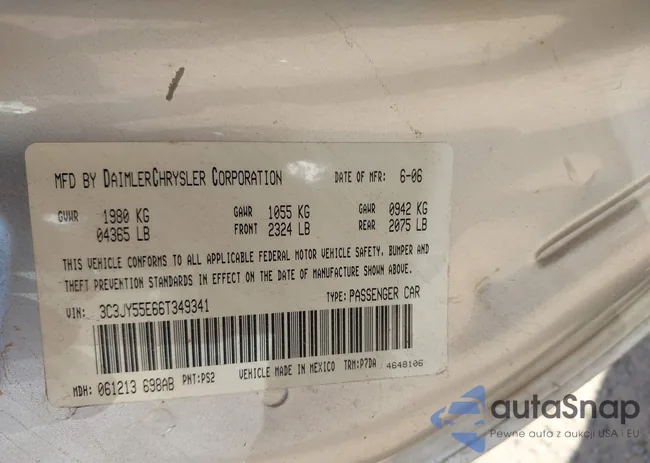 MFD BY DAIMLERCHRYSLER CORPORATION DATE OF MFR: 6-06
GVWR 1980 KG GAWR 1055 KG GAWR 0942 KG
04365 LB FRONT 2324 LB REAR 2075 LB
THIS VEHICLE CONFORMS TO ALL APPLICABLE FEDERAL MOTOR VEHICLE SAFETY, BUMPER AND
THEFT PREVENTION STANDARDS IN EFFECT ON THE DATE OF MANUFACTURE SHOWN ABOVE.
VIN: 3C3JY55E66T349341 TYPE: PASSENGER CAR
MDH: 061213 698AB PNT: PS2 VEHICLE MADE IN MEXICO TRM: P7DA 4648106
autaSnap
Pewne auta z aukcji USA i EU